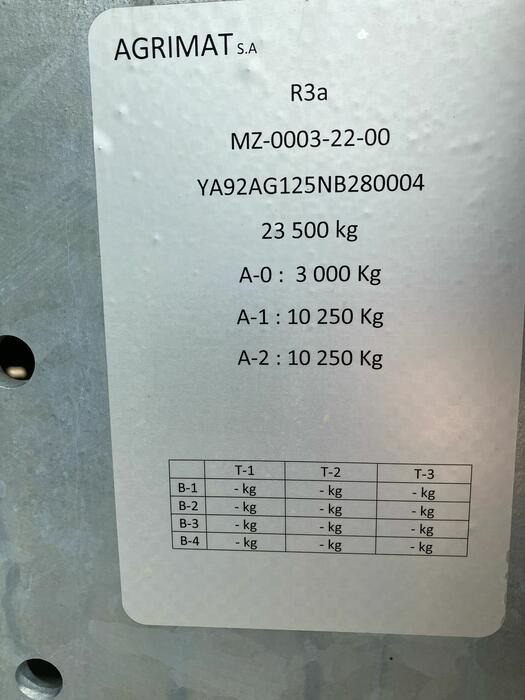 AGRIMAT S.A
R3a
MZ-0003-22-00
YA92AG125NB280004
23 500 kg
A-0 : 3 000 Kg
A-1 : 10 250 Kg
A-2 : 10 250 Kg
T-1 T-2 T-3
B-1 - kg - kg - kg
B-2 - kg - kg - kg
B-3 - kg - kg - kg
B-4 - kg - kg - kg